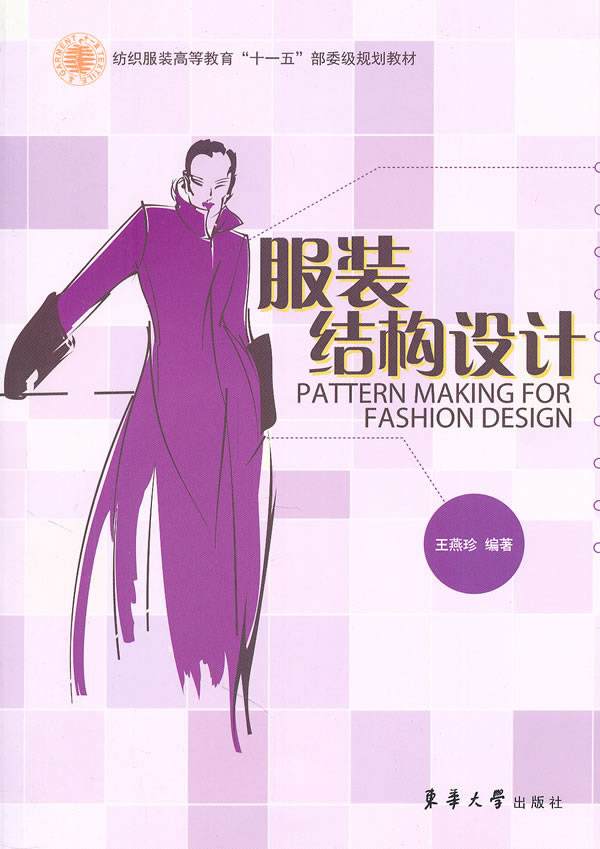 纺织服装高等教育“十一五”部委级规划教材
GARMENT & TEXTILE
服装
结构设计
PATTERN MAKING FOR
FASHION DESIGN
王燕珍 编著
東華大學出版社